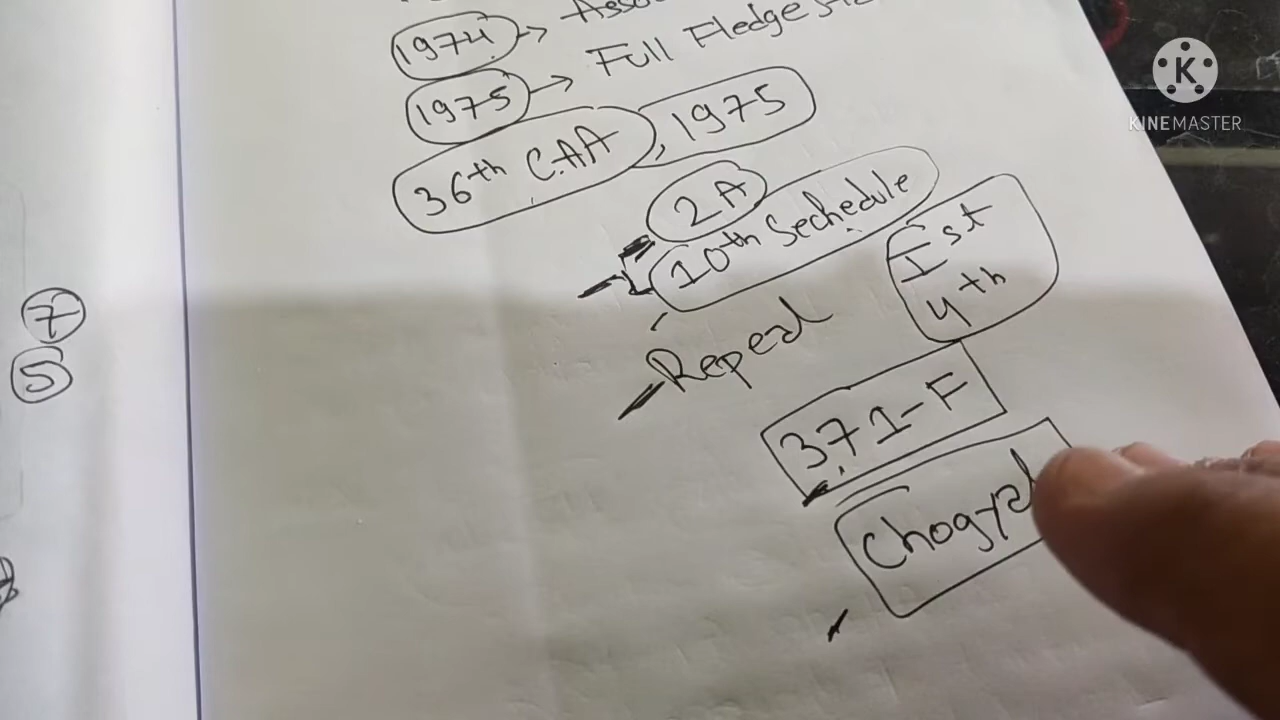 1974 →
1975 → Full Fledge
36th C.A.A, 1975
2A
10th Sechedule
Ist
4th
Repeal
371-F
Chogyal
7
5
K
KINEMASTER